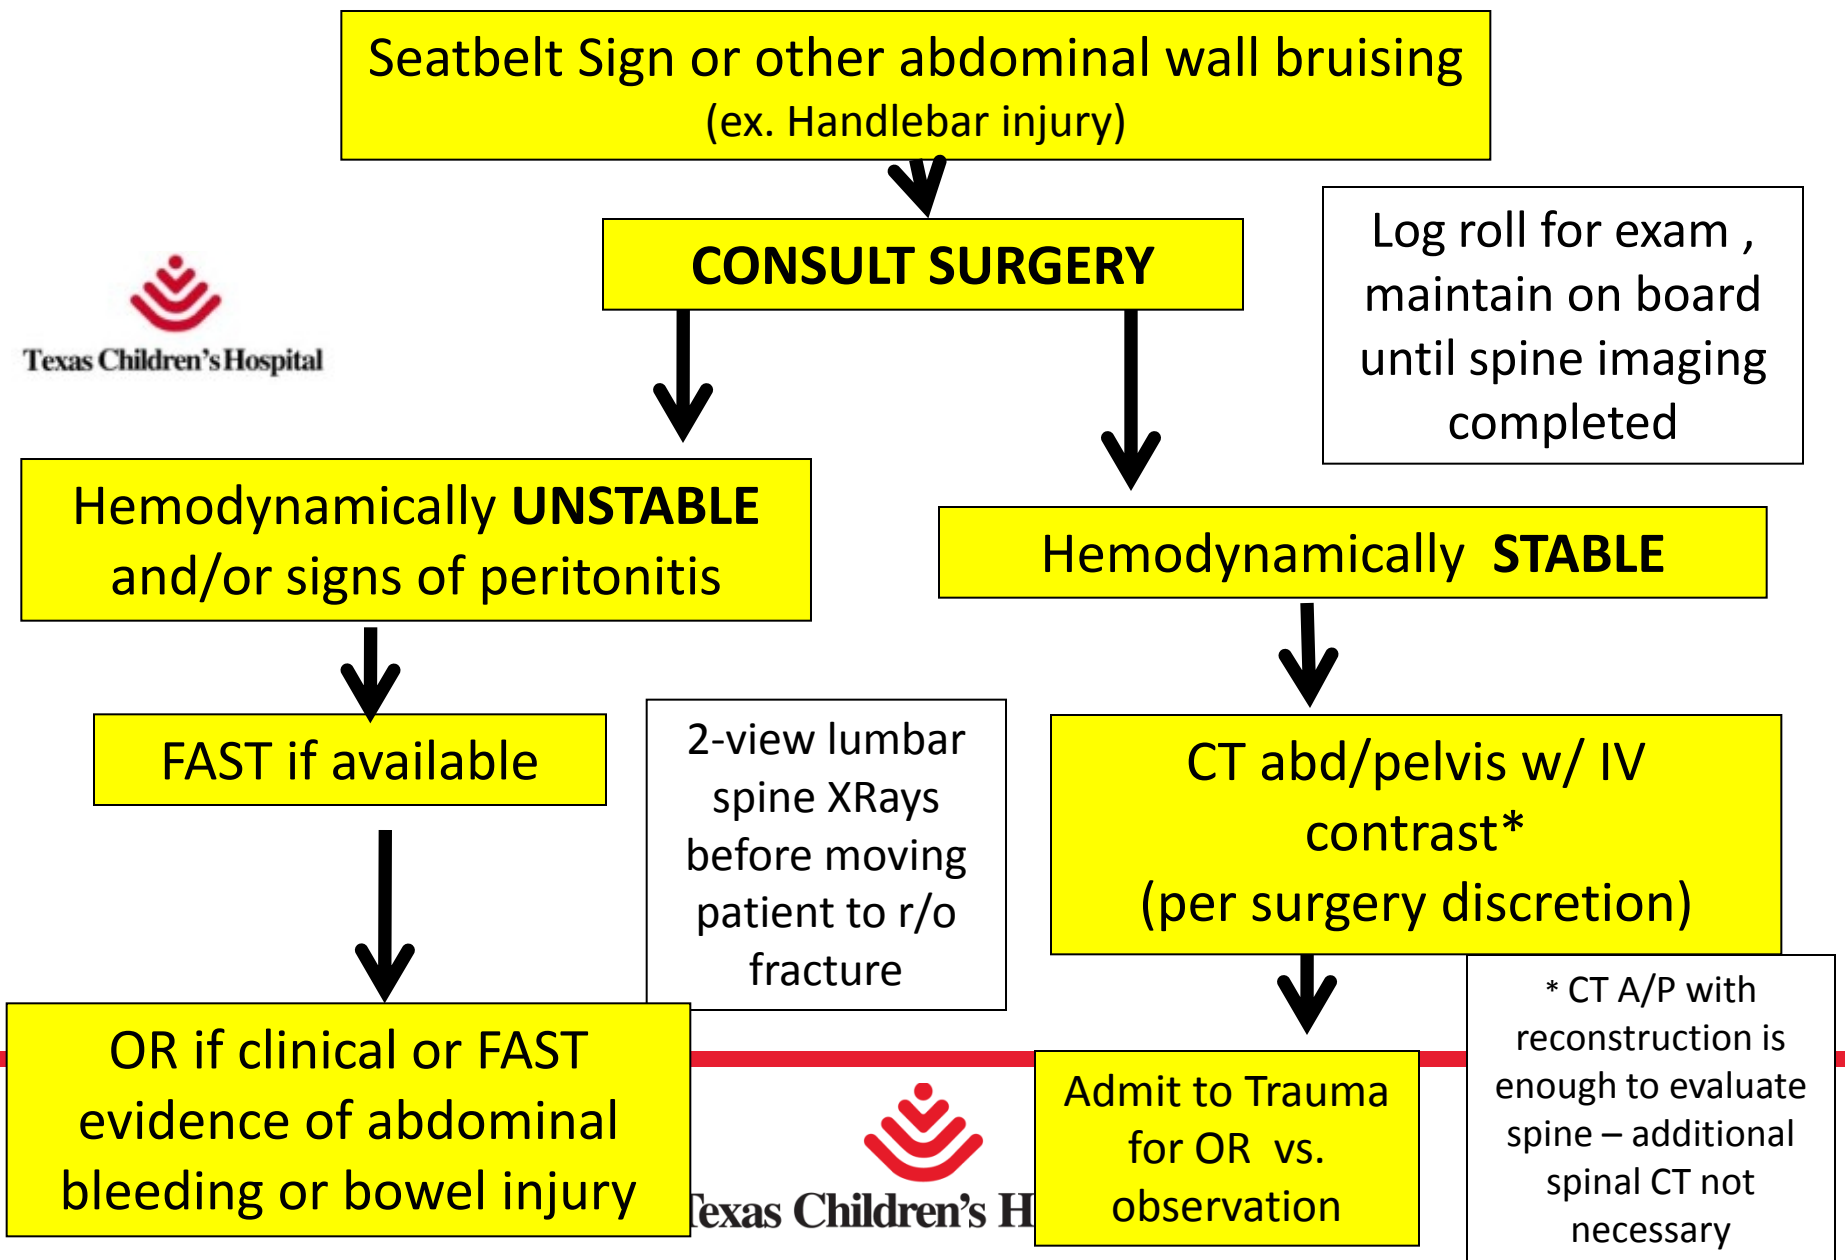 Seatbelt Sign or other abdominal wall bruising
(ex. Handlebar injury)
CONSULT SURGERY
Log roll for exam ,
maintain on board
until spine imaging
completed
Texas Children's Hospital
Hemodynamically UNSTABLE
and/or signs of peritonitis
Hemodynamically STABLE
FAST if available
2-view lumbar
spine XRays
before moving
patient to r/o
fracture
CT abd/pelvis w/ IV
contrast*
(per surgery discretion)
OR if clinical or FAST
evidence of abdominal
bleeding or bowel injury
Admit to Trauma
for OR vs.
observation
* CT A/P with
reconstruction is
enough to evaluate
spine – additional
spinal CT not
necessary
Texas Children's H